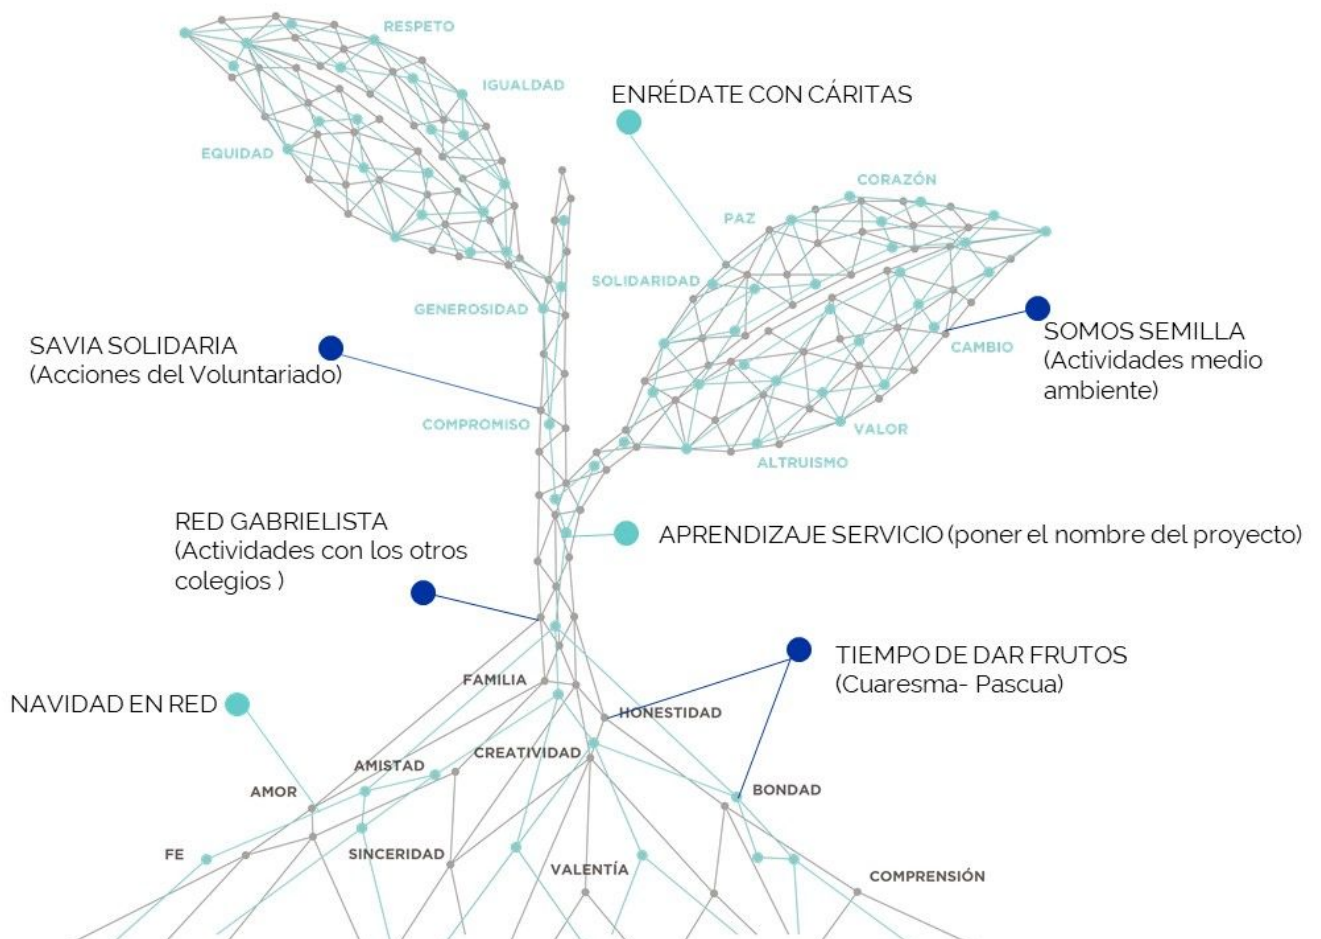 RESPETO
IGUALDAD
ENRÉDATE CON CÁRITAS
EQUIDAD
CORAZÓN
PAZ
SOLIDARIDAD
GENEROSIDAD
SOMOS SEMILLA
(Actividades medio
ambiente)
CAMBIO
SAVIA SOLIDARIA
(Acciones del Voluntariado)
COMPROMISO
VALOR
ALTRUISMO
RED GABRIELISTA
(Actividades con los otros
colegios )
APRENDIZAJE SERVICIO (poner el nombre del proyecto)
TIEMPO DE DAR FRUTOS
(Cuaresma- Pascua)
FAMILIA
NAVIDAD EN RED
HONESTIDAD
CREATIVIDAD
AMISTAD
AMOR
BONDAD
FE
SINCERIDAD
VALENTÍA
COMPRENSIÓN